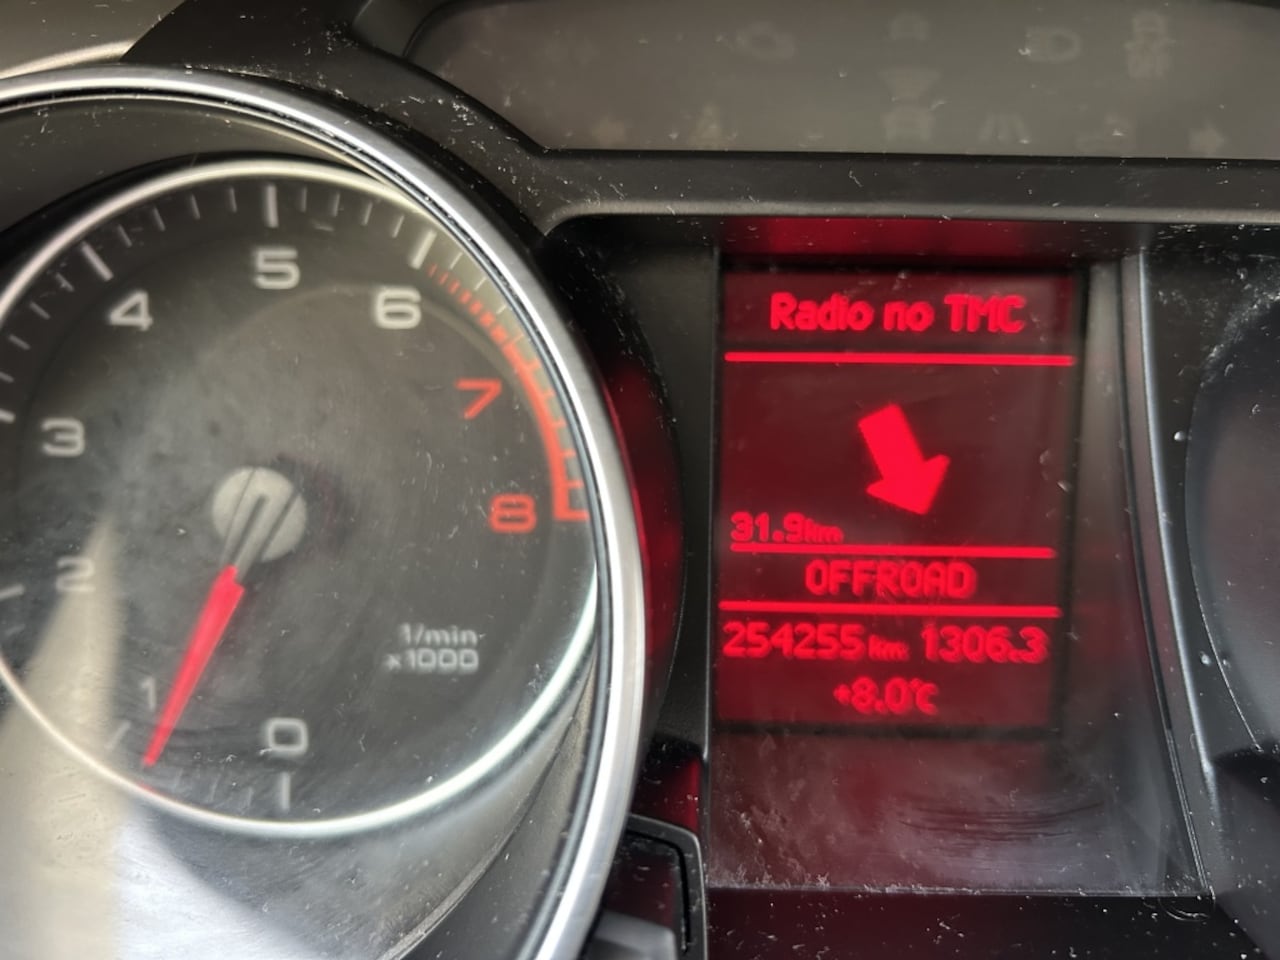 5
4
6
3
7
8
2
1/min
x1000
1
0
Radio no TMC
31.9km
OFFROAD
254255 km 1306.3
+8.0°C